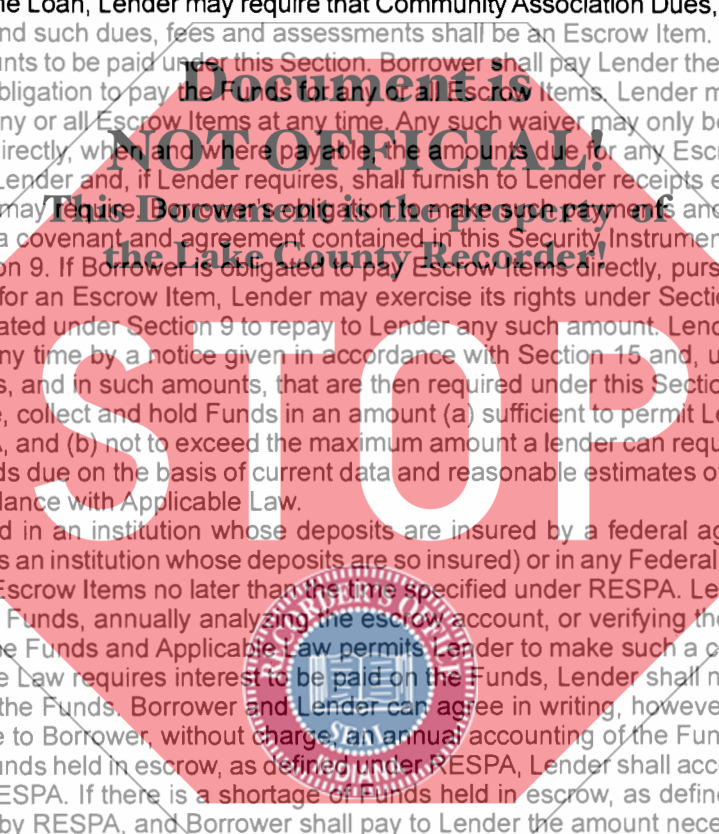 ne Loan, Lender may require that Community Association Dues,
nd such dues, fees and assessments shall be an Escrow Item.
unts to be paid under this Section. Borrower shall pay Lender the
bligation to pay the Funds for any or all Escrow Items. Lender m
ny or all Escrow Items at any time. Any such waiver may only be
irectly, when and where payable, the amounts due for any Escr
Lender and, if Lender requires, shall furnish to Lender receipts e
may require. Borrower's obligation to make such payments and
a covenant and agreement contained in this Security Instrumen
on 9. If Borrower is obligated to pay Escrow Items directly, purs
for an Escrow Item, Lender may exercise its rights under Secti
ated under Section 9 to repay to Lender any such amount. Lend
ny time by a notice given in accordance with Section 15 and, u
s, and in such amounts, that are then required under this Sectio
e, collect and hold Funds in an amount (a) sufficient to permit Le
A, and (b) not to exceed the maximum amount a lender can requ
ds due on the basis of current data and reasonable estimates o
dance with Applicable Law.
d in an institution whose deposits are insured by a federal ag
s an institution whose deposits are so insured) or in any Federal
Escrow Items no later than the time specified under RESPA. Le
Funds, annually analyzing the escrow account, or verifying the
e Funds and Applicable Law permits Lender to make such a c
e Law requires interest to be paid on the Funds, Lender shall n
the Funds. Borrower and Lender can agree in writing, howeve
e to Borrower, without charge, an annual accounting of the Fun
unds held in escrow, as defined under RESPA, Lender shall acc
ESPA. If there is a shortage of Funds held in escrow, as define
by RESPA, and Borrower shall pay to Lender the amount nece
Document is
NOT OFFICIAL!
This Document is the property of
the Lake County Recorder!
STOP
RECORDER'S OFFICE
SEAL
INDIANA